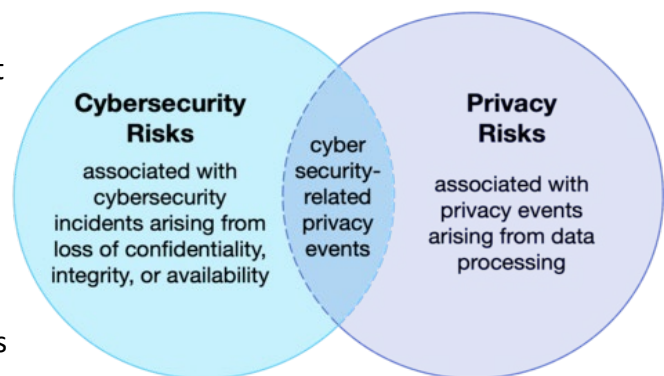 t
Cybersecurity
Risks
associated with
cybersecurity
incidents arising from
loss of confidentiality,
integrity, or availability
cyber
security-
related
privacy
events
Privacy
Risks
associated with
privacy events
arising from data
processing
s